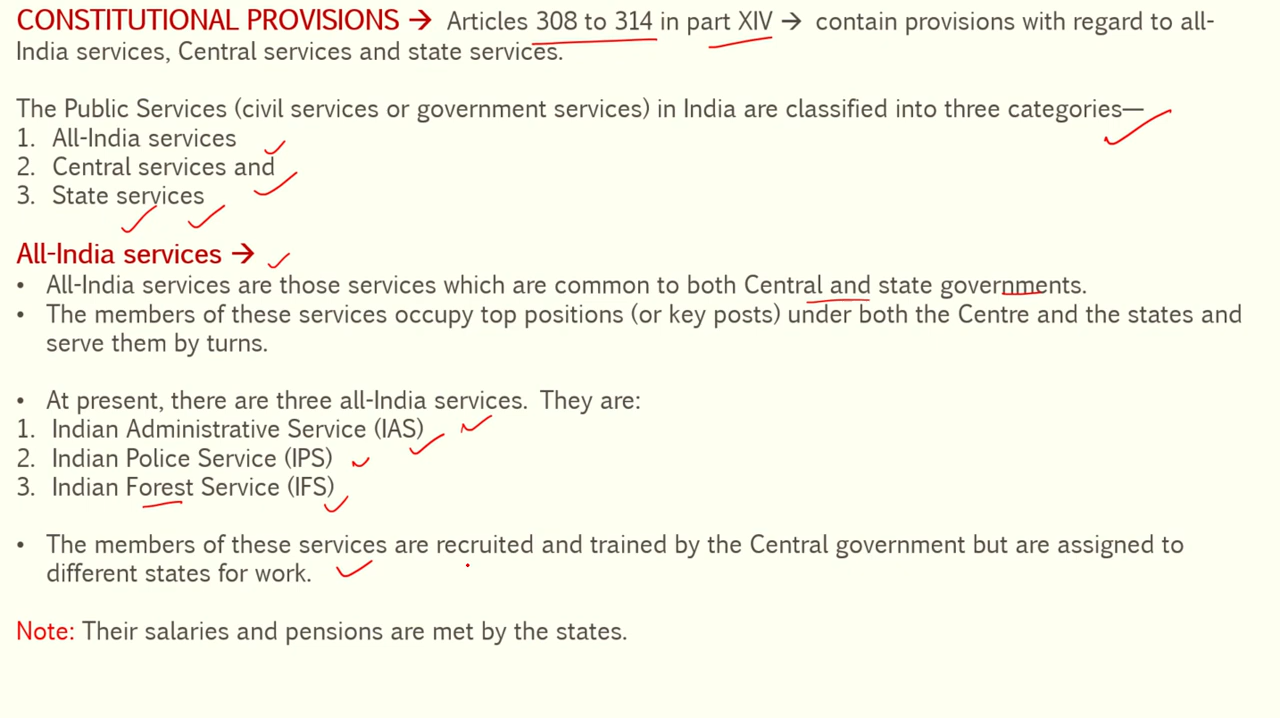 CONSTITUTIONAL PROVISIONS → Articles 308 to 314 in part XIV → contain provisions with regard to all-
India services, Central services and state services.
The Public Services (civil services or government services) in India are classified into three categories—
1. All-India services
2. Central services and
3. State services
All-India services →
• All-India services are those services which are common to both Central and state governments.
• The members of these services occupy top positions (or key posts) under both the Centre and the states and
serve them by turns.
• At present, there are three all-India services. They are:
1. Indian Administrative Service (IAS)
2. Indian Police Service (IPS)
3. Indian Forest Service (IFS)
• The members of these services are recruited and trained by the Central government but are assigned to
different states for work.
Note: Their salaries and pensions are met by the states.